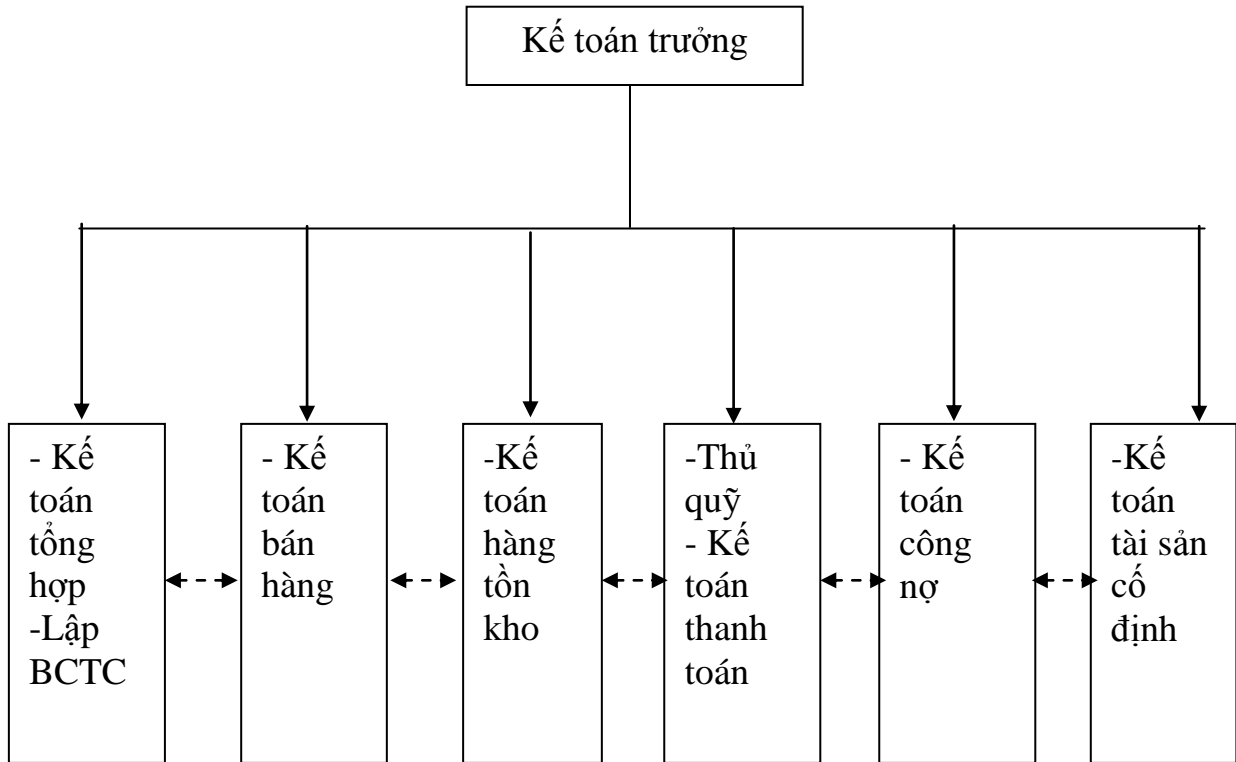 Kế toán trưởng
- Kế
toán
tổng
hợp
-Lập
BCTC
- Kế
toán
bán
hàng
-Kế
toán
hàng
tồn
kho
-Thủ
quỹ
- Kế
toán
thanh
toán
- Kế
toán
công
nợ
-Kế
toán
tài sản
cố
định